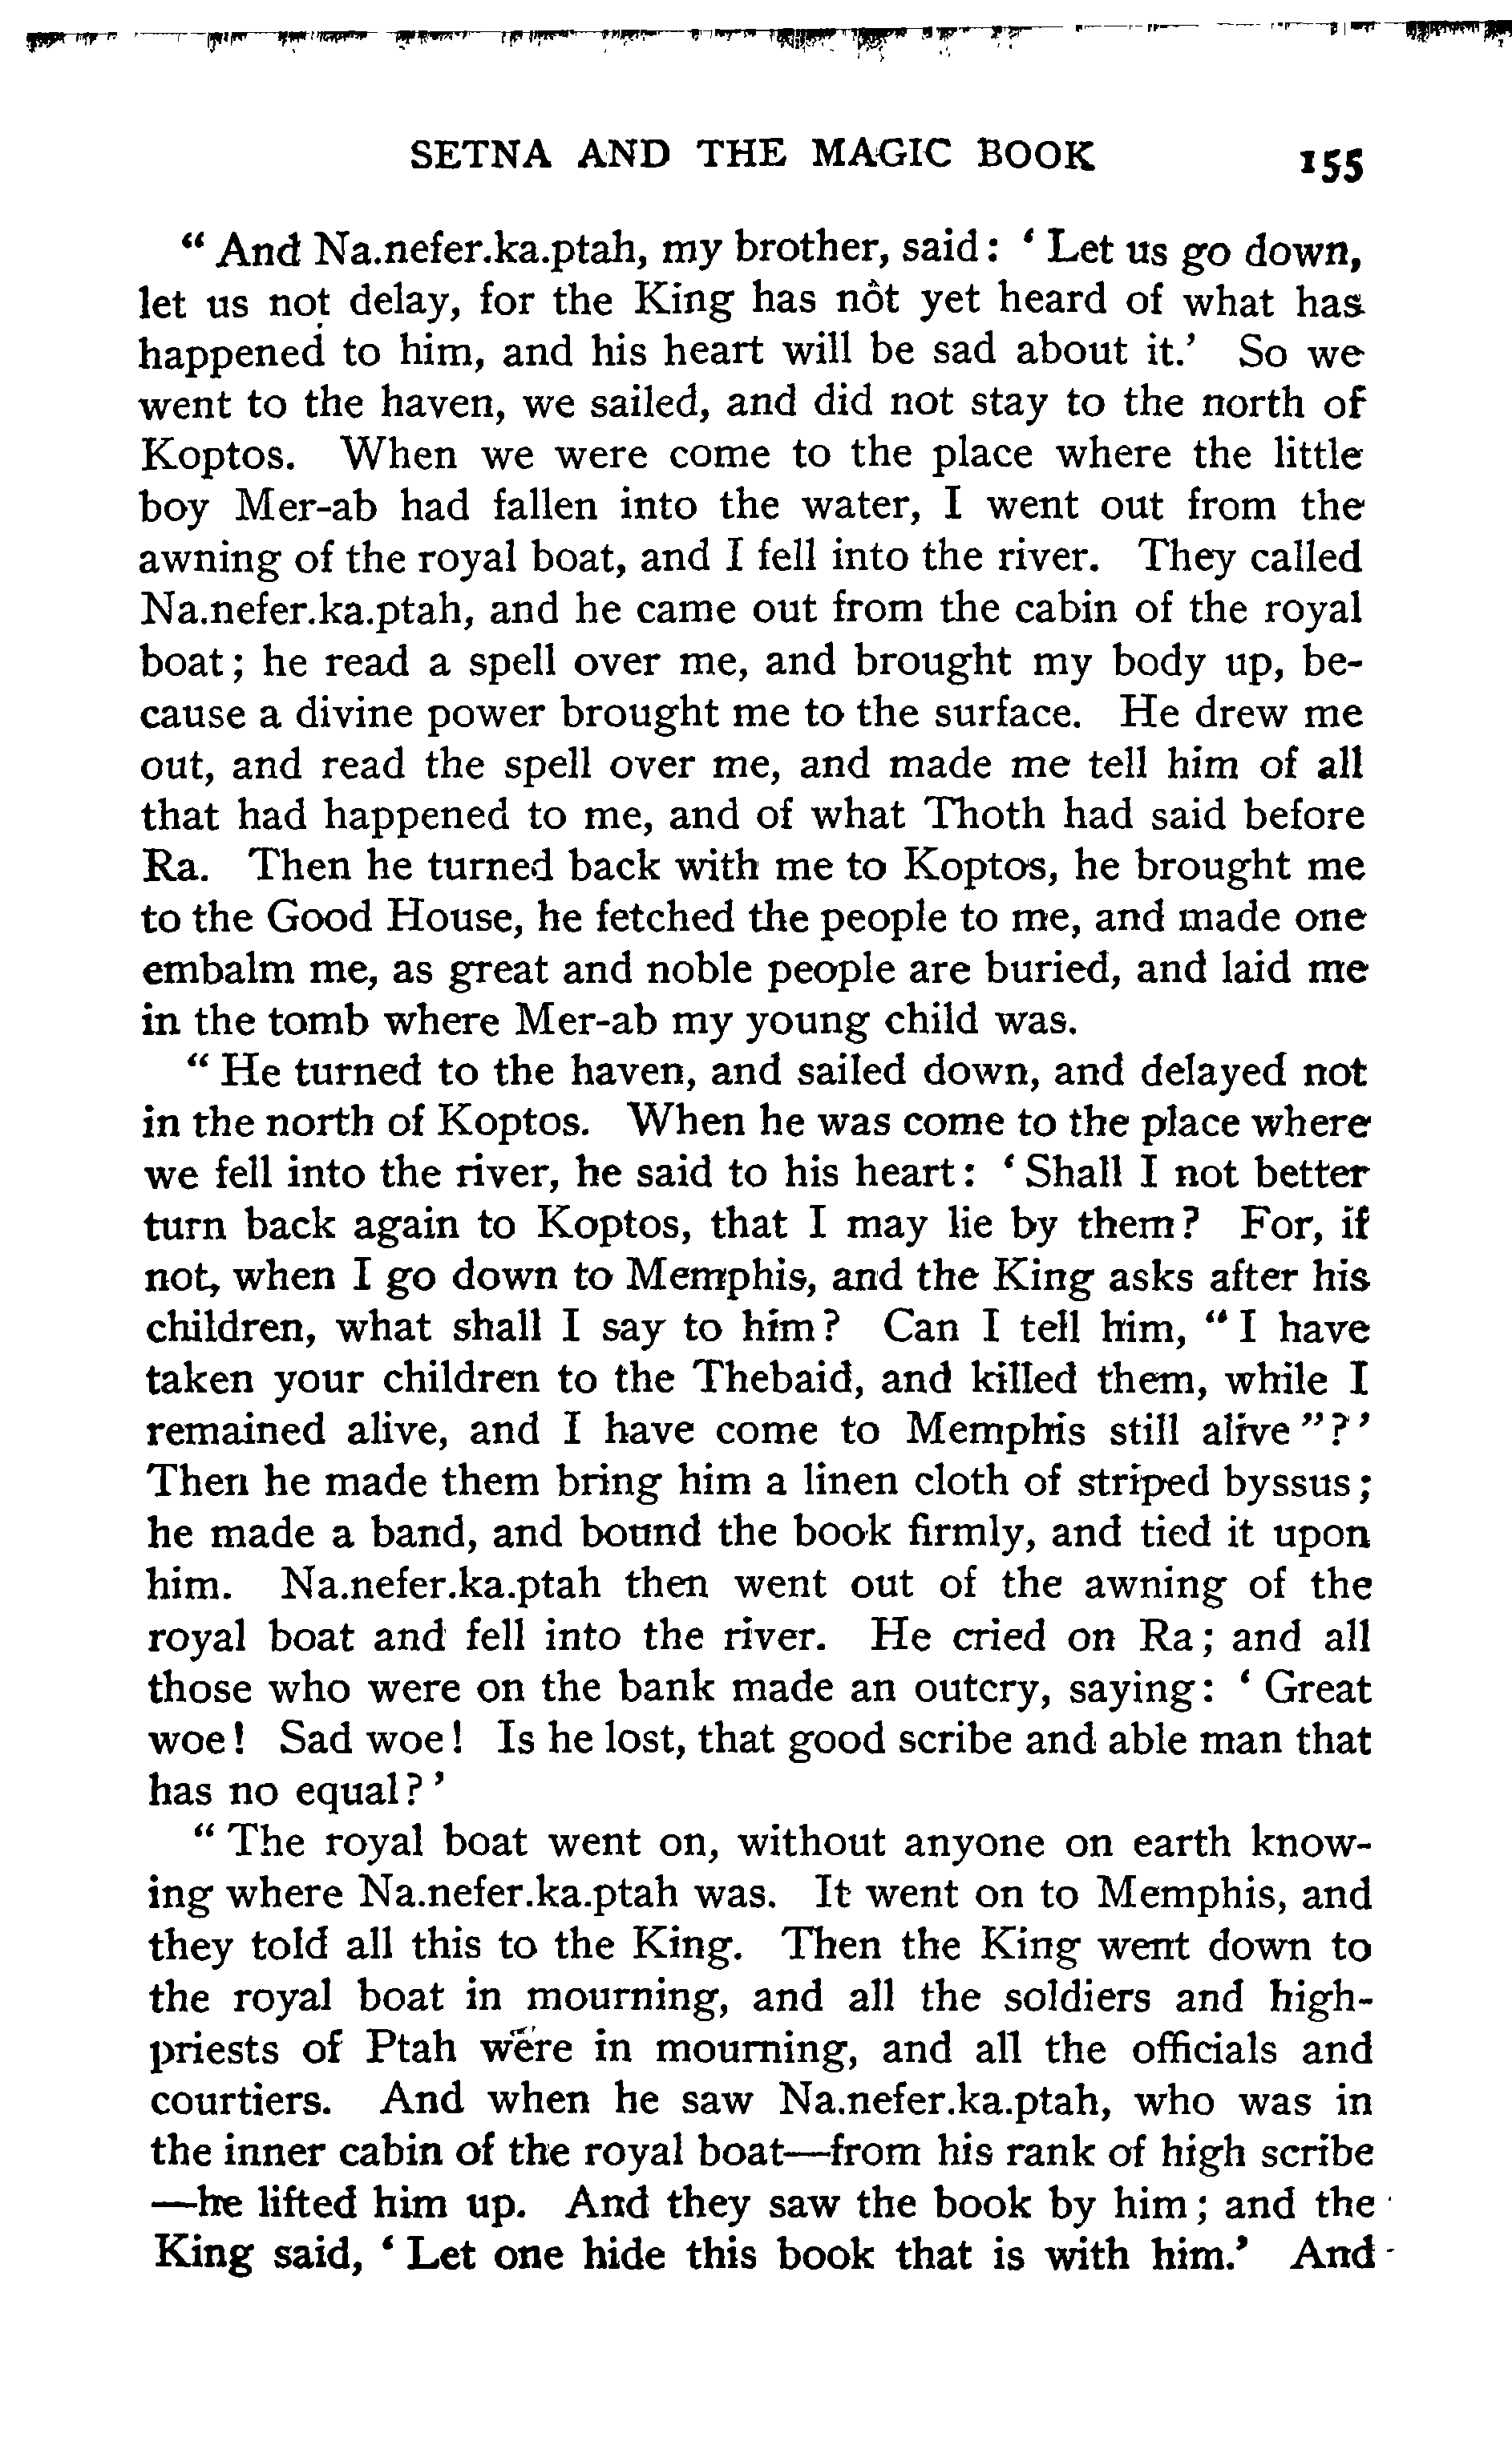 SETNA AND THE MAGIC BOOK 155
“ And Na.nefer.ka.ptah, my brother, said: ‘ Let us go down,
let us not delay, for the King has not yet heard of what has
happened to him, and his heart will be sad about it.’ So we
went to the haven, we sailed, and did not stay to the north of
Koptos. When we were come to the place where the little
boy Mer-ab had fallen into the water, I went out from the
awning of the royal boat, and I fell into the river. They called
Na.nefer.ka.ptah, and he came out from the cabin of the royal
boat; he read a spell over me, and brought my body up, be-
cause a divine power brought me to the surface. He drew me
out, and read the spell over me, and made me tell him of all
that had happened to me, and of what Thoth had said before
Ra. Then he turned back with me to Koptos, he brought me
to the Good House, he fetched the people to me, and made one
embalm me, as great and noble people are buried, and laid me
in the tomb where Mer-ab my young child was.
“ He turned to the haven, and sailed down, and delayed not
in the north of Koptos. When he was come to the place where
we fell into the river, he said to his heart: ‘ Shall I not better
turn back again to Koptos, that I may lie by them? For, if
not, when I go down to Memphis, and the King asks after his
children, what shall I say to him? Can I tell him, “ I have
taken your children to the Thebaid, and killed them, while I
remained alive, and I have come to Memphis still alive ”?’
Then he made them bring him a linen cloth of striped byssus;
he made a band, and bound the book firmly, and tied it upon
him. Na.nefer.ka.ptah then went out of the awning of the
royal boat and fell into the river. He cried on Ra; and all
those who were on the bank made an outcry, saying: ‘ Great
woe! Sad woe! Is he lost, that good scribe and able man that
has no equal?’
“ The royal boat went on, without anyone on earth know-
ing where Na.nefer.ka.ptah was. It went on to Memphis, and
they told all this to the King. Then the King went down to
the royal boat in mourning, and all the soldiers and high-
priests of Ptah were in mourning, and all the officials and
courtiers. And when he saw Na.nefer.ka.ptah, who was in
the inner cabin of the royal boat—from his rank of high scribe
—he lifted him up. And they saw the book by him; and the
King said, ‘ Let one hide this book that is with him.’ And